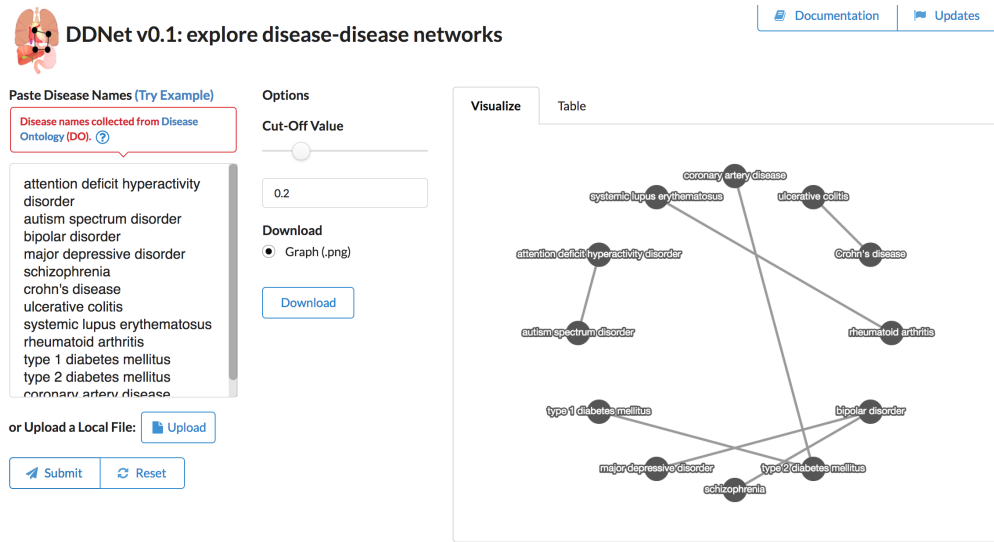 DDNet v0.1: explore disease-disease networks
Documentation
Updates
Paste Disease Names (Try Example)
Disease names collected from Disease
Ontology (DO).
attention deficit hyperactivity
disorder
autism spectrum disorder
bipolar disorder
major depressive disorder
schizophrenia
crohn's disease
ulcerative colitis
systemic lupus erythematosus
rheumatoid arthritis
type 1 diabetes mellitus
type 2 diabetes mellitus
coronary artery disease
or Upload a Local File:
Upload
Submit
Reset
Options
Cut-Off Value
0.2
Download
Graph (.png)
Download
Visualize
Table
coronary artery disease
systemic lupus erythematosus
ulcerative colitis
attention deficit hyperactivity disorder
Crohn's disease
autism spectrum disorder
rheumatoid arthritis
type 1 diabetes mellitus
bipolar disorder
major depressive disorder
type 2 diabetes mellitus
schizophrenia